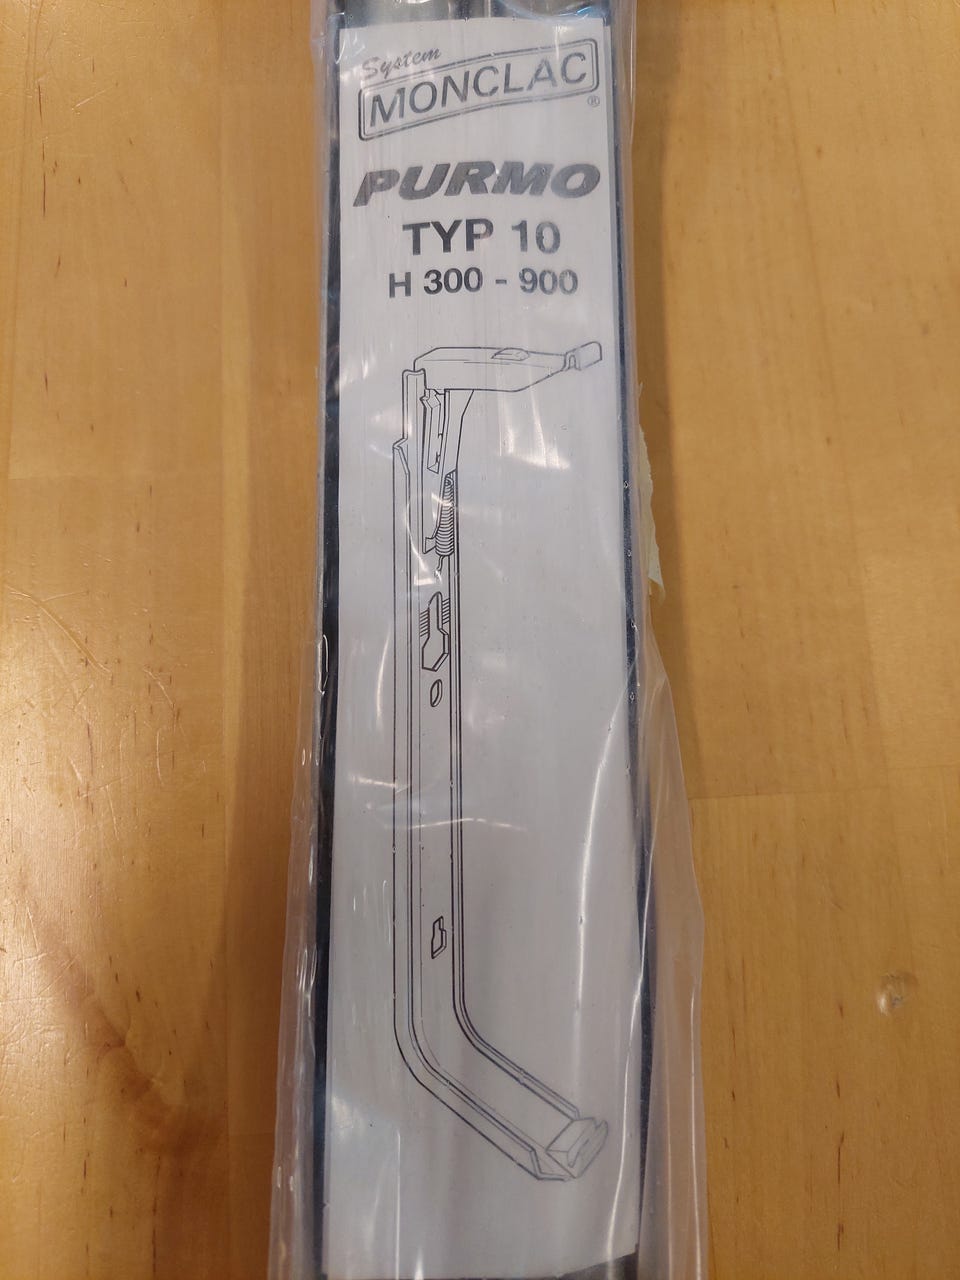 System
MONCLAC
®
PURMO
TYP 10
H 300 - 900